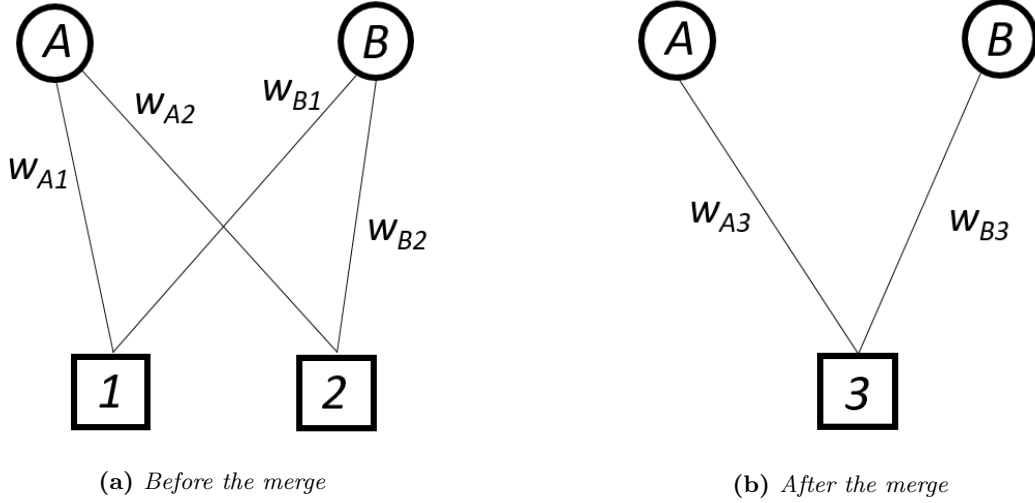 A
B
A
B
w_A2
w_B1
w_A1
w_B2
w_A3
w_B3
1
2
3
(a) Before the merge
(b) After the merge